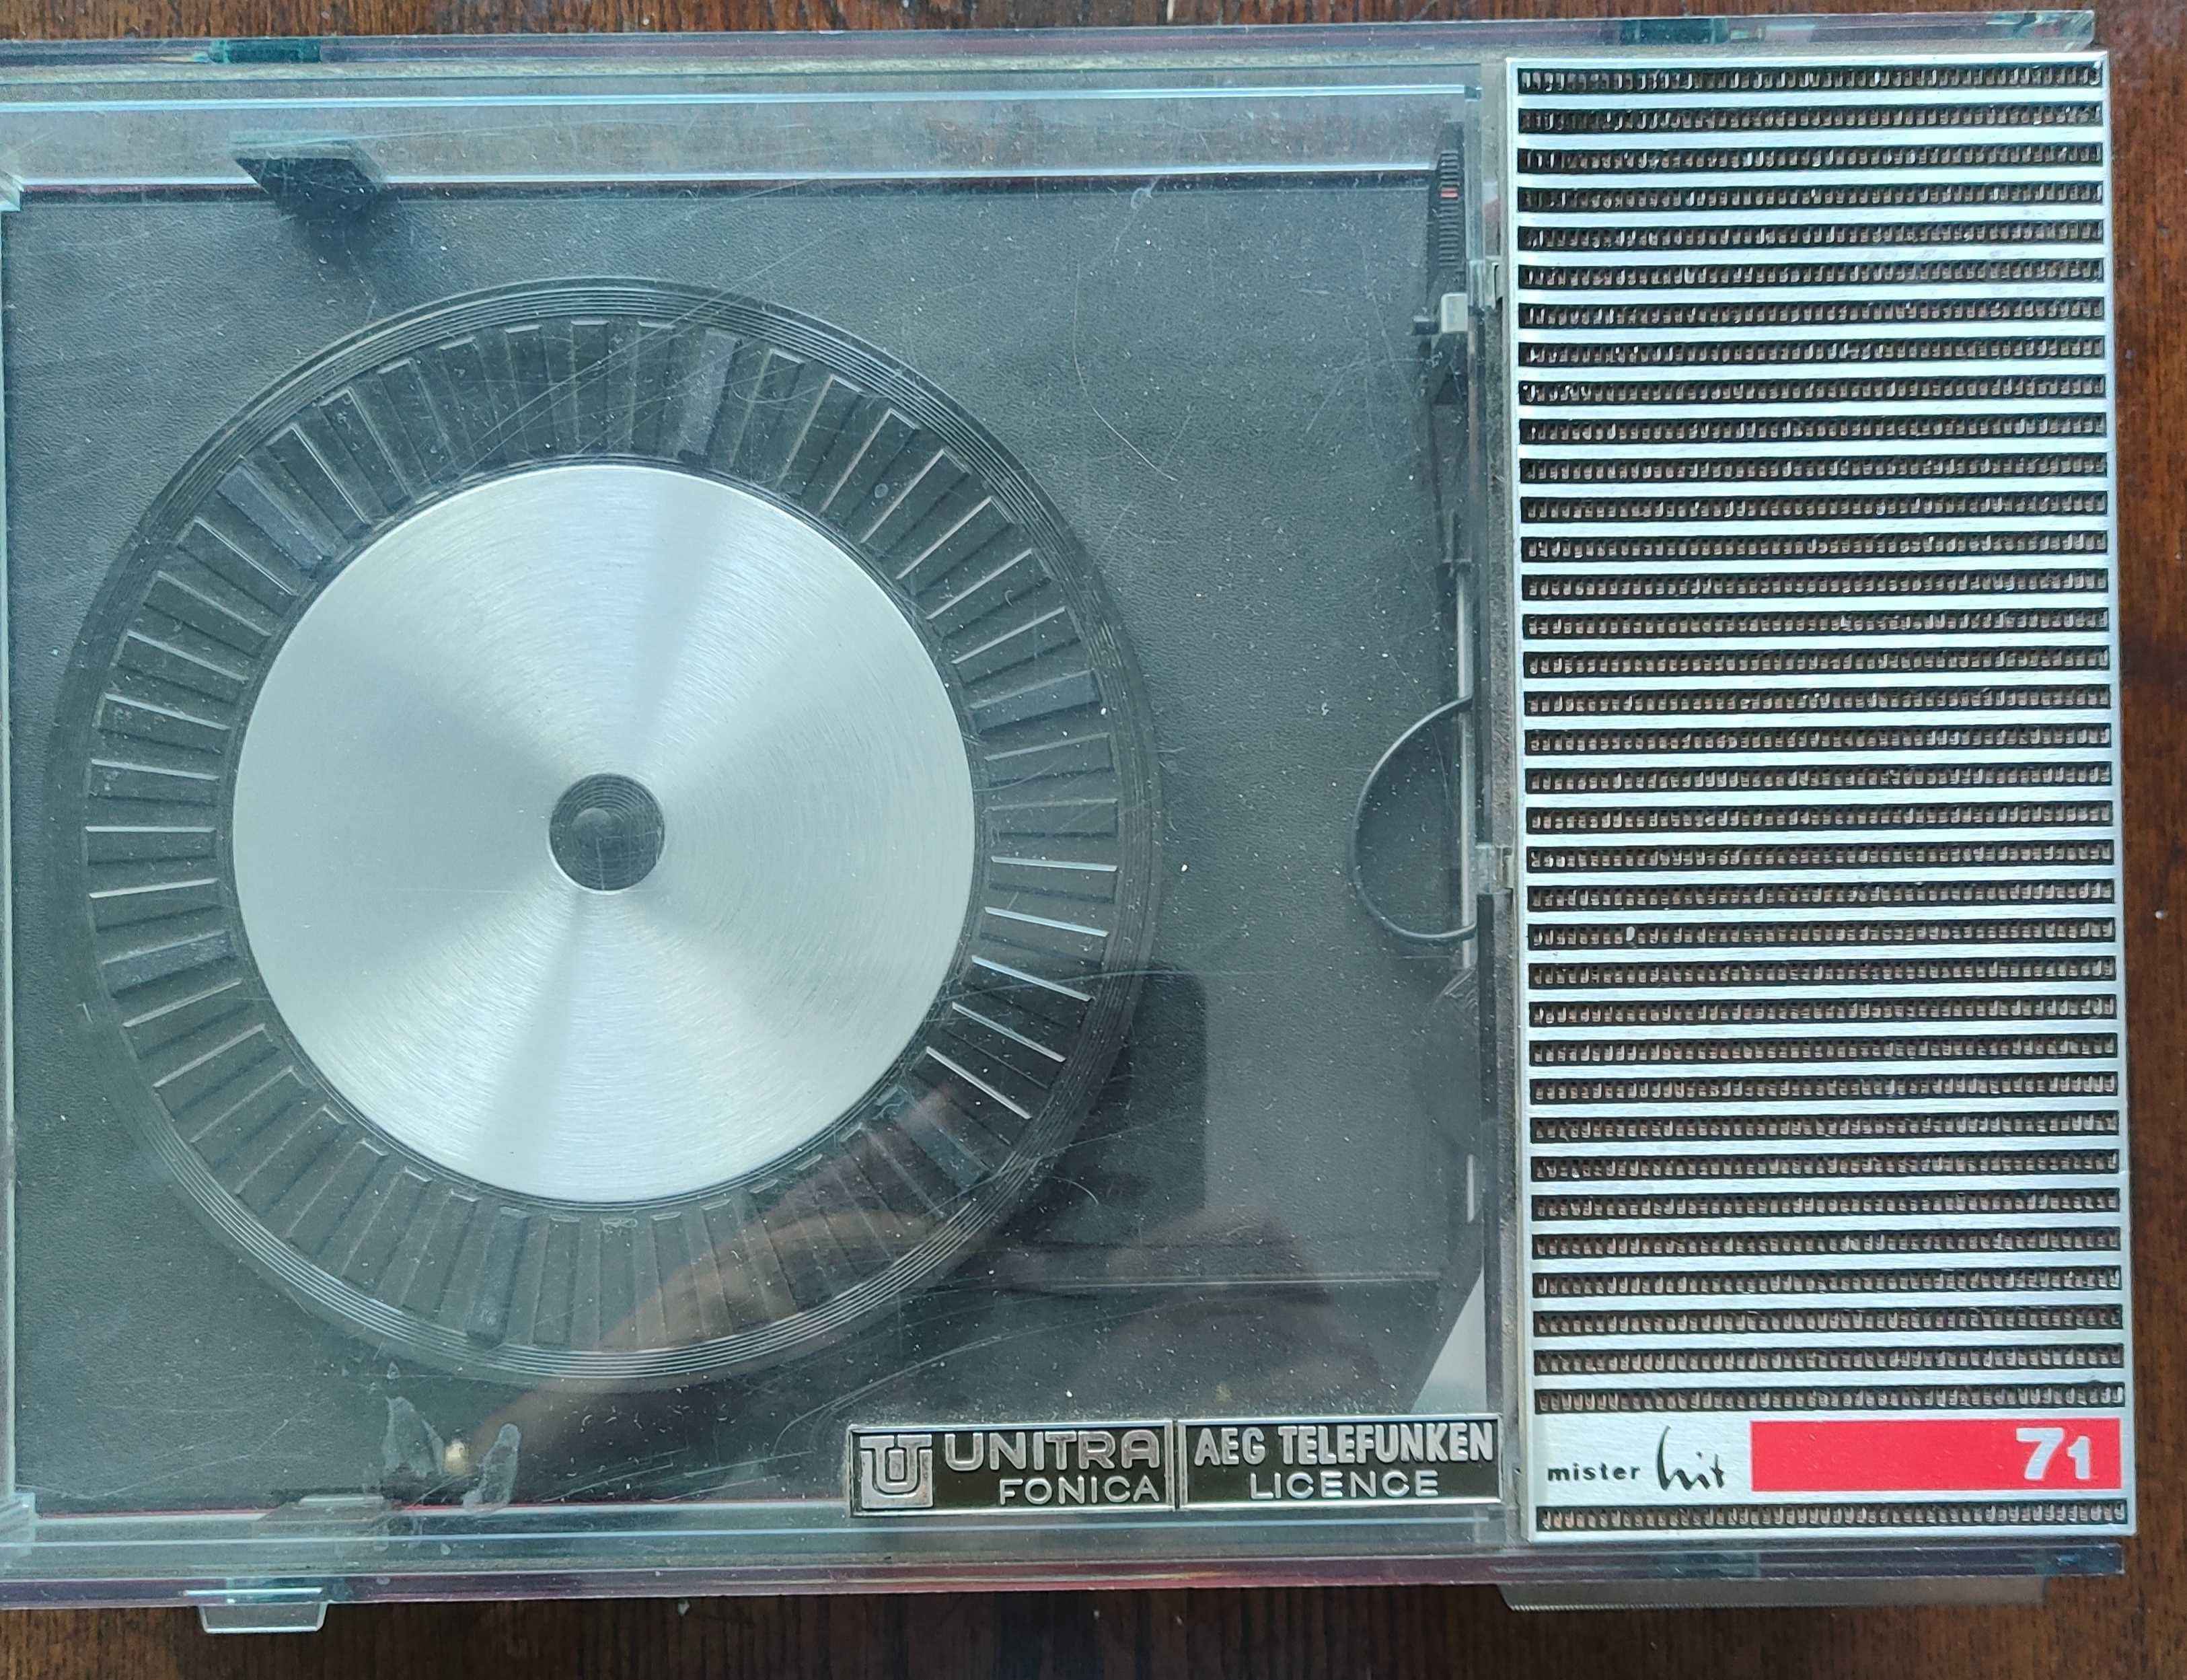 UNITRA
FONICA
AEG TELEFUNKEN
LICENCE
mister hit 71